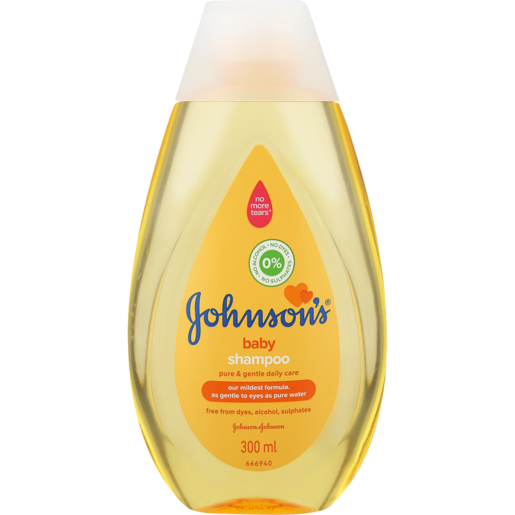 no
more
tears*
NO ALCOHOL • NO DYES • NO SULPHATES •
0%
Johnson's®
baby
shampoo
pure & gentle daily care
our mildest formula.
as gentle to eyes as pure water
free from dyes, alcohol, sulphates
Johnson & Johnson
300 ml
666940